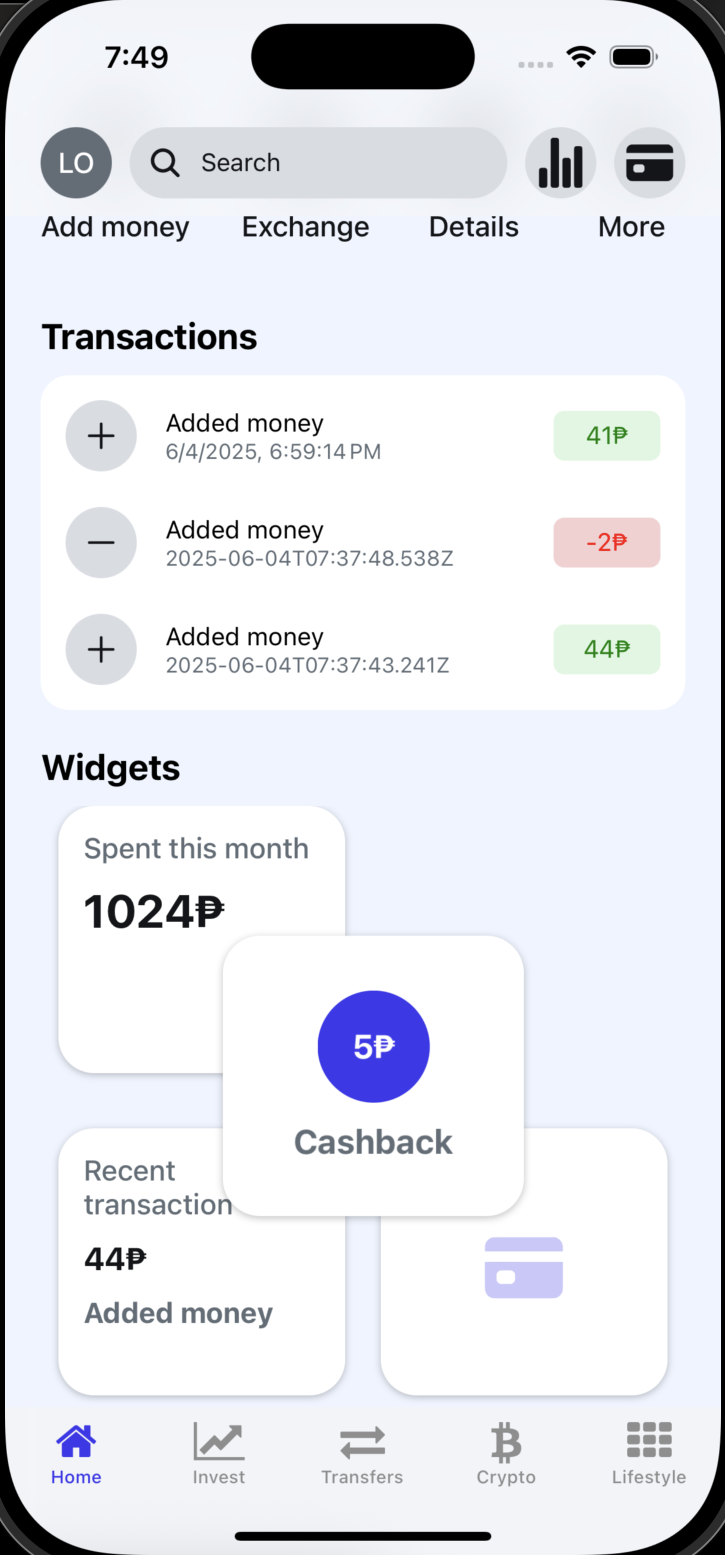 7:49
LO
Search
Add money
Exchange
Details
More
Transactions
Added money
6/4/2025, 6:59:14 PM
41₱
Added money
2025-06-04T07:37:48.538Z
-2₱
Added money
2025-06-04T07:37:43.241Z
44₱
Widgets
Spent this month
1024₱
5₱
Cashback
Recent
transaction
44₱
Added money
Home
Invest
Transfers
Crypto
Lifestyle